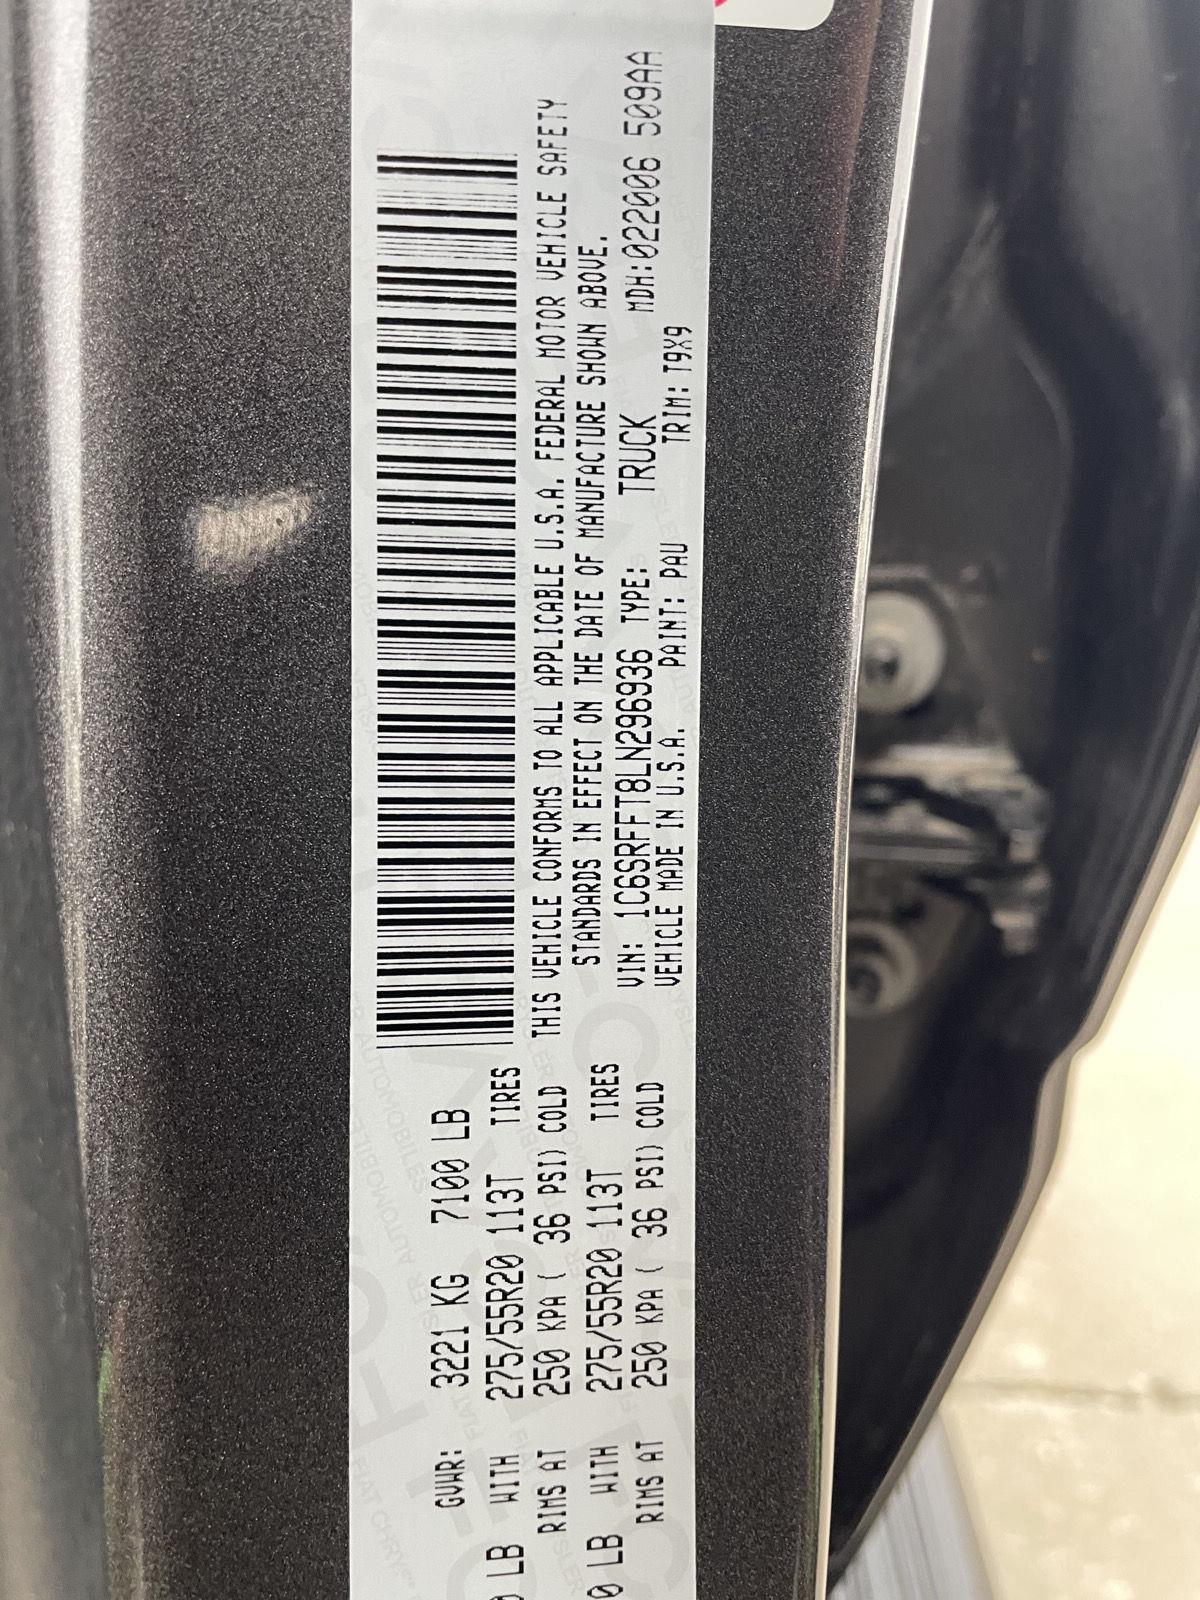 GVWR: 3221 KG 7100 LB
LB WITH 275/55R20 113T TIRES
RIMS AT 250 KPA ( 36 PSI) COLD
0 LB WITH 275/55R20 113T TIRES
RIMS AT 250 KPA ( 36 PSI) COLD
THIS VEHICLE CONFORMS TO ALL APPLICABLE U.S.A. FEDERAL MOTOR VEHICLE SAFETY
STANDARDS IN EFFECT ON THE DATE OF MANUFACTURE SHOWN ABOVE.
VIN: 1C6SRFFT8LN296936 TYPE: TRUCK MDH:022006 509AA
VEHICLE MADE IN U.S.A. PAINT: PAU TRIM: T9X9